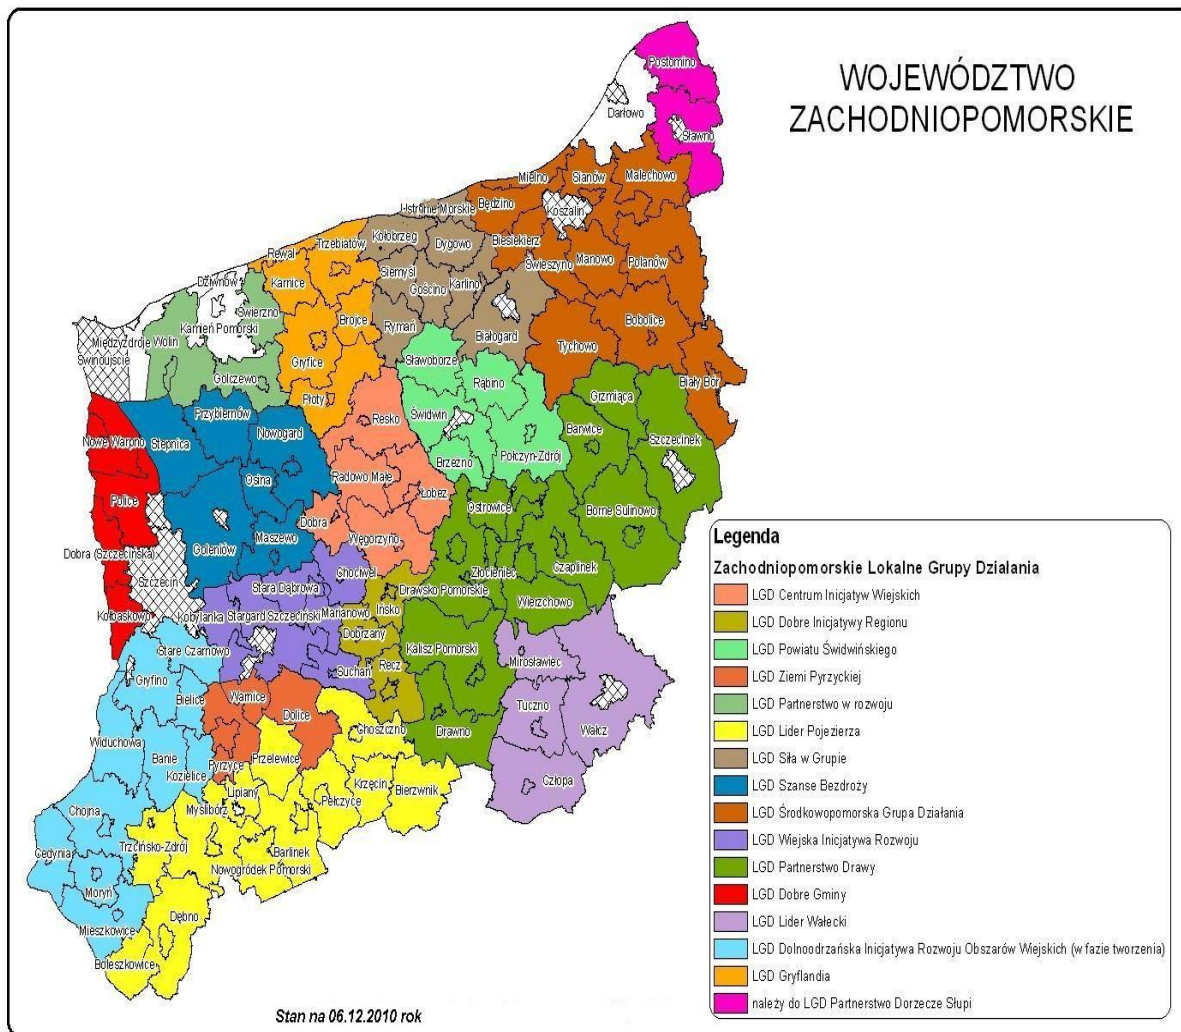 WOJEWÓDZTWO
ZACHODNIOPOMORSKIE
Postomino
Darłowo
Sławno
Mielno
Sianów
Malechowo
Ustronie Morskie
Będzino
Koszalin
Kołobrzeg
Dygowo
Biesiekierz
Świeszyno
Manowo
Polanów
Rewal
Trzebiatów
Siemyśl
Gościno
Karlino
Dziwnów
Karnice
Świerzno
Kamień Pomorski
Brojce
Rymań
Białogard
Bobolice
Międzyzdroje
Wolin
Świnoujście
Gryfice
Sławoborze
Tychowo
Golczewo
Rąbino
Biały Bór
Płoty
Przybiernów
Resko
Świdwin
Grzmiąca
Nowe Warpno
Stepnica
Nowogard
Barwice
Szczecinek
Brzeżno
Połczyn-Zdrój
Radowo Małe
Osina
Łobez
Police
Ostrowice
Borne Sulinowo
Dobra
Goleniów
Maszewo
Węgorzyno
Dobra (Szczecińska)
Szczecin
Chociwel
Złocieniec
Czaplinek
Stara Dąbrowa
Drawsko Pomorskie
Wierzchowo
Kołbaskowo
Kobylanka
Stargard Szczeciński
Marianowo
Ińsko
Dobrzany
Stare Czarnowo
Kalisz Pomorski
Mirosławiec
Suchań
Recz
Gryfino
Bielice
Warnice
Dolice
Tuczno
Wałcz
Widuchowa
Choszczno
Drawno
Banie
Kozielice
Pyrzyce
Przelewice
Człopa
Krzęcin
Bierzwnik
Lipiany
Pełczyce
Chojna
Myślibórz
Cedynia
Trzcińsko-Zdrój
Barlinek
Nowogródek Pomorski
Moryń
Dębno
Mieszkowice
Boleszkowice
Stan na 06.12.2010 rok
Legenda
Zachodniopomorskie Lokalne Grupy Działania
LGD Centrum Inicjatyw Wiejskich
LGD Dobre Inicjatywy Regionu
LGD Powiatu Świdwińskiego
LGD Ziemi Pyrzyckiej
LGD Partnerstwo w rozwoju
LGD Lider Pojezierza
LGD Siła w Grupie
LGD Szanse Bezdroży
LGD Środkowopomorska Grupa Działania
LGD Wiejska Inicjatywa Rozwoju
LGD Partnerstwo Drawy
LGD Dobre Gminy
LGD Lider Wałecki
LGD Dolnoodrzańska Inicjatywa Rozwoju Obszarów Wiejskich (w fazie tworzenia)
LGD Gryflandia
należy do LGD Partnerstwo Dorzecze Słupi